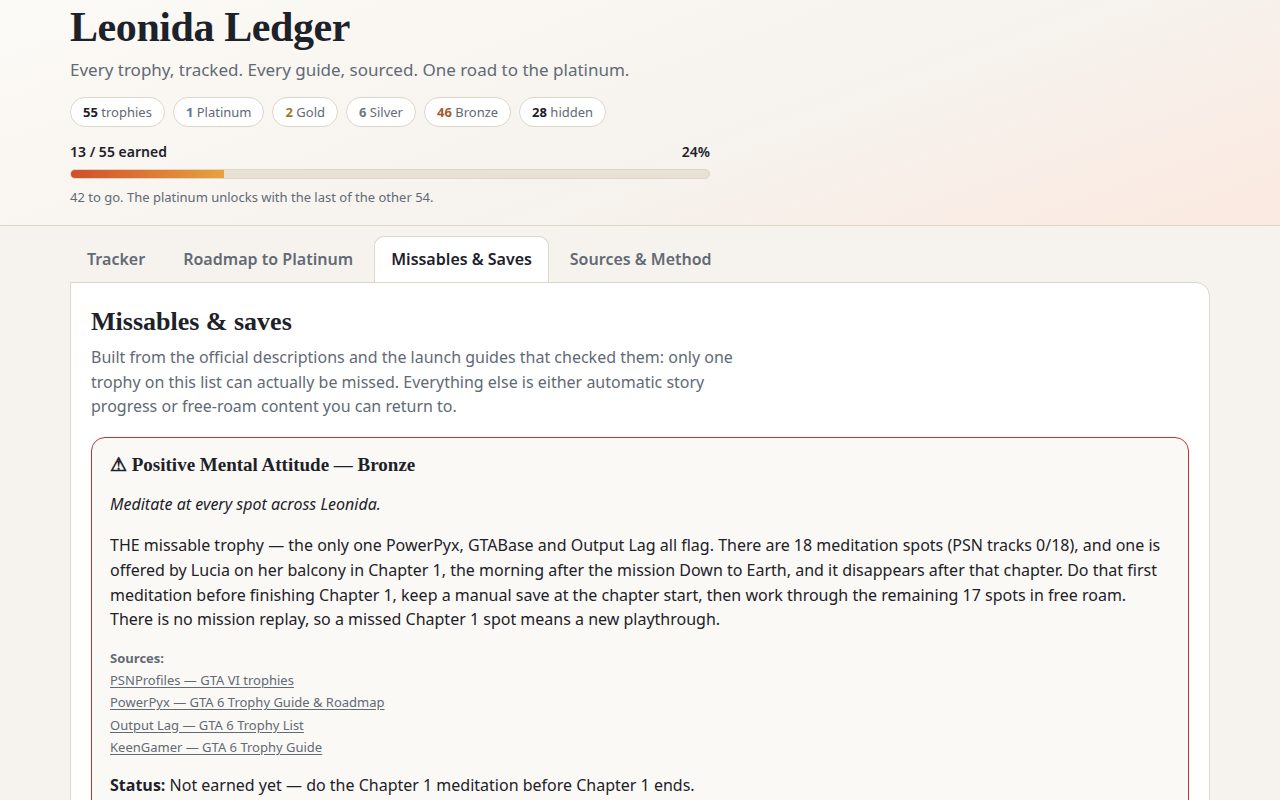 Leonida Ledger
Every trophy, tracked. Every guide, sourced. One road to the platinum.
55 trophies 1 Platinum 2 Gold 6 Silver 46 Bronze 28 hidden
13 / 55 earned 24%
42 to go. The platinum unlocks with the last of the other 54.
Tracker Roadmap to Platinum Missables & Saves Sources & Method
Missables & saves
Built from the official descriptions and the launch guides that checked them: only one
trophy on this list can actually be missed. Everything else is either automatic story
progress or free-roam content you can return to.
⚠ Positive Mental Attitude — Bronze
Meditate at every spot across Leonida.
THE missable trophy — the only one PowerPyx, GTABase and Output Lag all flag. There are 18 meditation spots (PSN tracks 0/18), and one is
offered by Lucia on her balcony in Chapter 1, the morning after the mission Down to Earth, and it disappears after that chapter. Do that first
meditation before finishing Chapter 1, keep a manual save at the chapter start, then work through the remaining 17 spots in free roam.
There is no mission replay, so a missed Chapter 1 spot means a new playthrough.
Sources:
PSNProfiles — GTA VI trophies
PowerPyx — GTA 6 Trophy Guide & Roadmap
Output Lag — GTA 6 Trophy List
KeenGamer — GTA 6 Trophy Guide
Status: Not earned yet — do the Chapter 1 meditation before Chapter 1 ends.